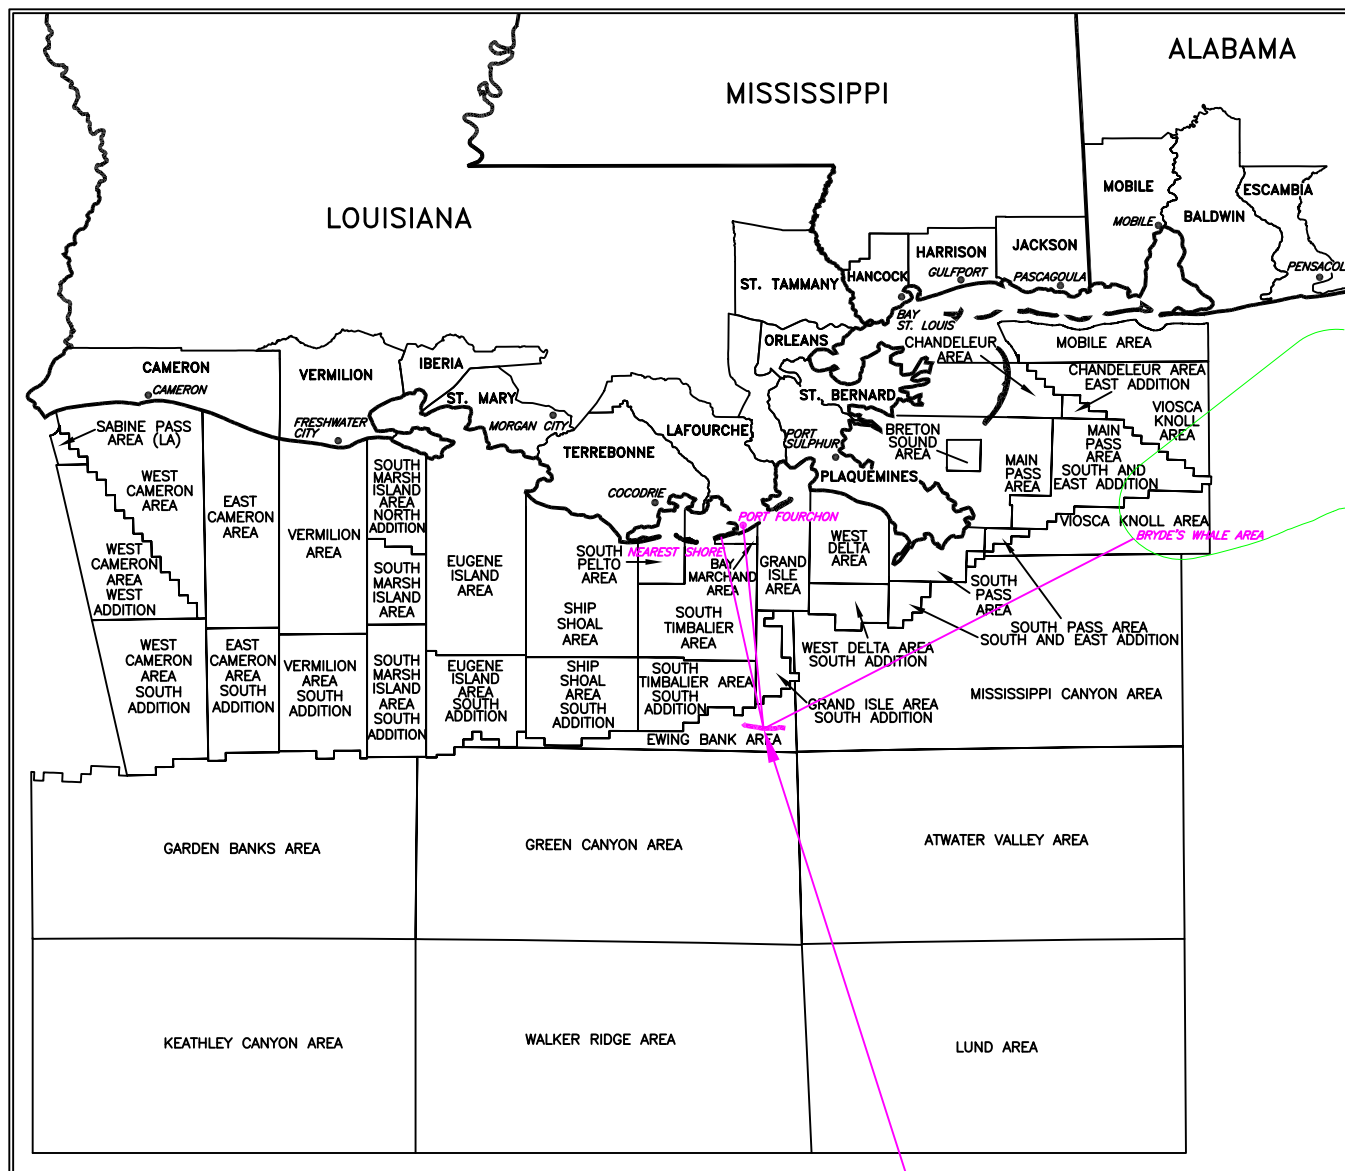 ALABAMA
MISSISSIPPI
LOUISIANA
MOBILE
MOBILE
BALDWIN
ESCAMBIA
PENSACOL
HARRISON
GULFPORT
JACKSON
PASCAGOULA
HANCOCK
ST. TAMMANY
BAY
ST. LOUIS
ORLEANS
CHANDELEUR
AREA
MOBILE AREA
CHANDELEUR AREA
EAST ADDITION
VIOSCA
KNOLL
AREA
CAMERON
CAMERON
VERMILION
IBERIA
ST. MARY
MORGAN CITY
FRESHWATER
CITY
LAFOURCHE
TERREBONNE
COCODRIE
ST. BERNARD
PORT
SULPHUR
PLAQUEMINES
BRETON
SOUND
AREA
MAIN
PASS
AREA
MAIN
PASS
AREA
SOUTH AND
EAST ADDITION
VIOSCA KNOLL AREA
BRYDE'S WHALE AREA
SABINE PASS
AREA (LA)
WEST
CAMERON
AREA
WEST
CAMERON
AREA
WEST
ADDITION
EAST
CAMERON
AREA
VERMILION
AREA
SOUTH
MARSH
ISLAND
AREA
NORTH
ADDITION
SOUTH
MARSH
ISLAND
AREA
EUGENE
ISLAND
AREA
SOUTH
PELTO
AREA
NEAREST SHORE
PORT FOURCHON
BAY
MARCHAND
AREA
GRAND
ISLE
AREA
WEST
DELTA
AREA
SHIP
SHOAL
AREA
SOUTH
TIMBALIER
AREA
SOUTH
PASS
AREA
SOUTH PASS AREA
SOUTH AND EAST ADDITION
WEST DELTA AREA
SOUTH ADDITION
WEST
CAMERON
AREA
SOUTH
ADDITION
EAST
CAMERON
AREA
SOUTH
ADDITION
VERMILION
AREA
SOUTH
ADDITION
SOUTH
MARSH
ISLAND
AREA
SOUTH
ADDITION
EUGENE
ISLAND
AREA
SOUTH
ADDITION
SHIP
SHOAL
AREA
SOUTH
ADDITION
SOUTH
TIMBALIER AREA
SOUTH
ADDITION
GRAND ISLE AREA
SOUTH ADDITION
MISSISSIPPI CANYON AREA
EWING BANK AREA
GARDEN BANKS AREA
GREEN CANYON AREA
ATWATER VALLEY AREA
KEATHLEY CANYON AREA
WALKER RIDGE AREA
LUND AREA